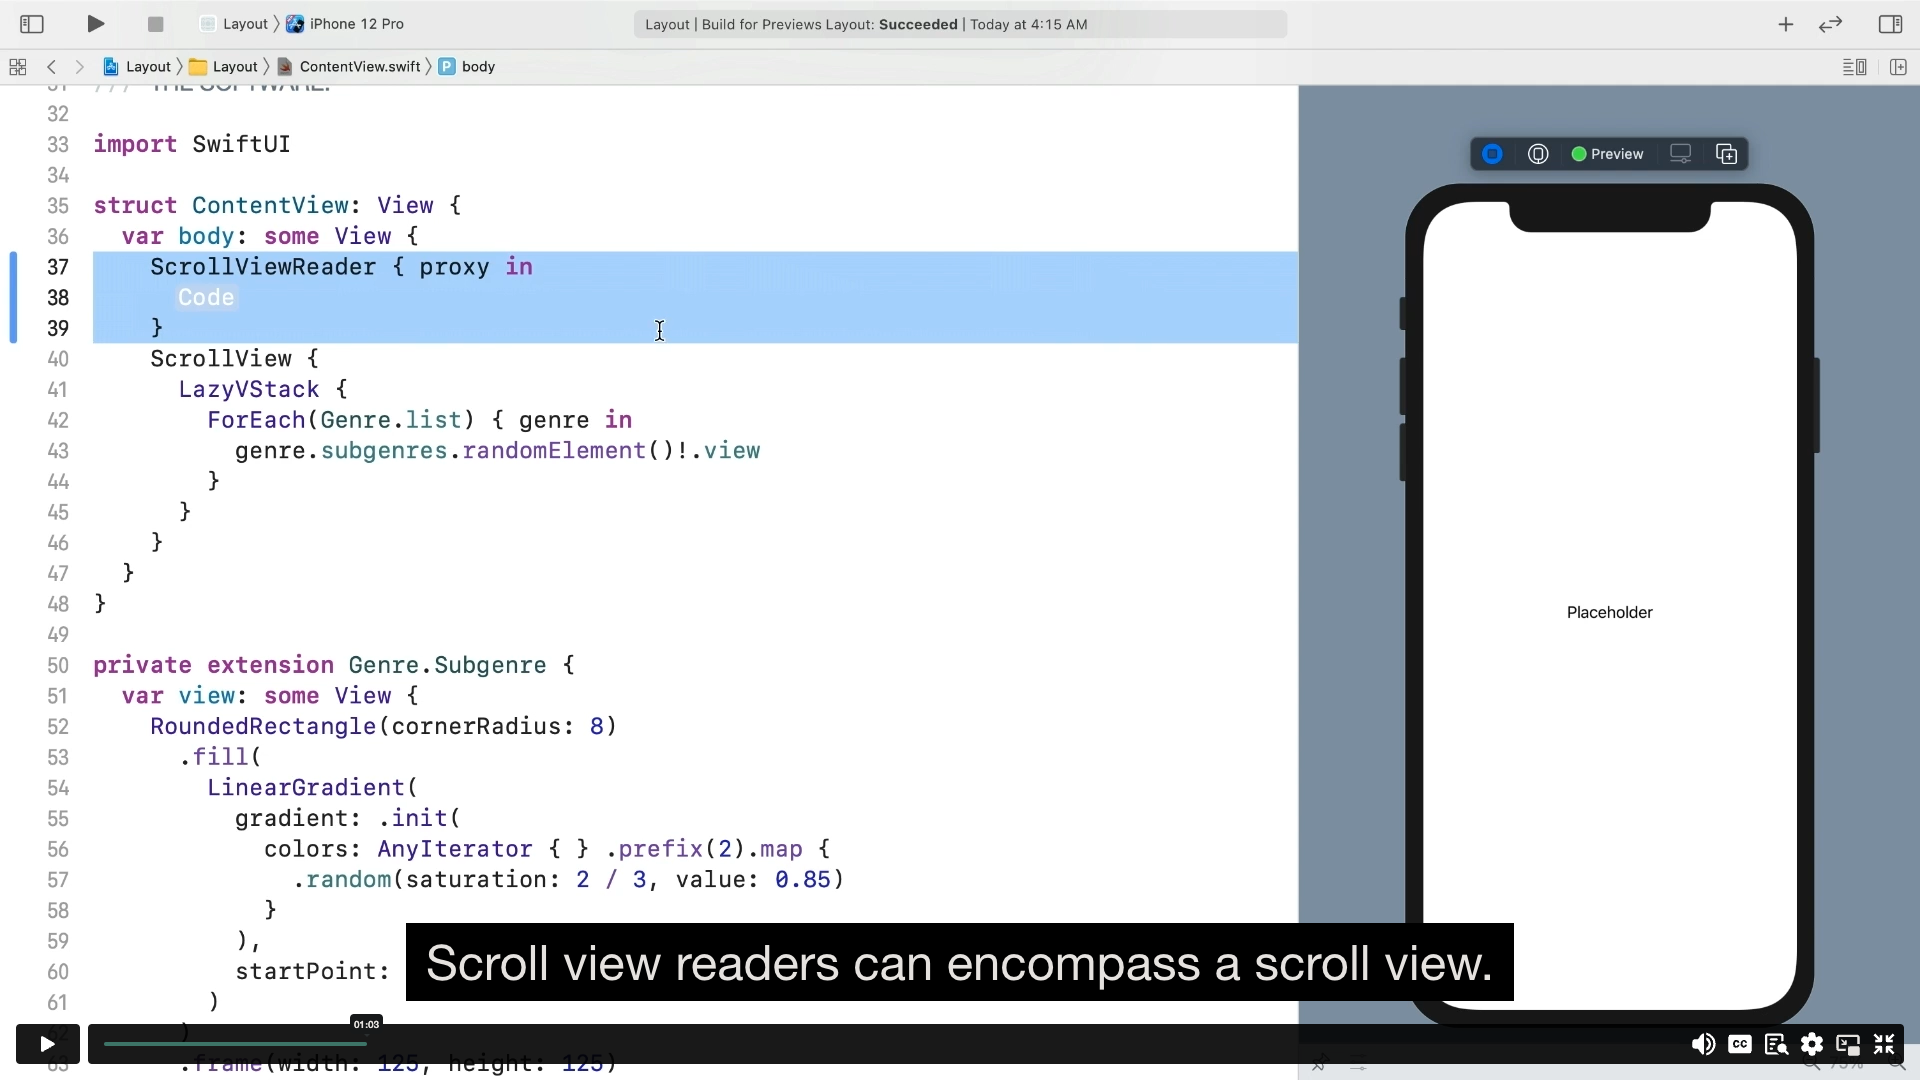 Layout 〉 iPhone 12 Pro
Layout | Build for Previews Layout: Succeeded | Today at 4:15 AM
Layout 〉 Layout 〉 ContentView.swift 〉 P body
31 /// THE SOFTWARE.
32
33 import SwiftUI
34
35 struct ContentView: View {
36 var body: some View {
37 ScrollViewReader { proxy in
38 Code
39 }
40 ScrollView {
41 LazyVStack {
42 ForEach(Genre.list) { genre in
43 genre.subgenres.randomElement()!.view
44 }
45 }
46 }
47 }
48 }
49
50 private extension Genre.Subgenre {
51 var view: some View {
52 RoundedRectangle(cornerRadius: 8)
53 .fill(
54 LinearGradient(
55 gradient: .init(
56 colors: AnyIterator { } .prefix(2).map {
57 .random(saturation: 2 / 3, value: 0.85)
58 }
59 ),
60 startPoint:
61 )
62 )
63 .frame(width: 125, height: 125)
Preview
Placeholder
Scroll view readers can encompass a scroll view.
01:03
CC
75%